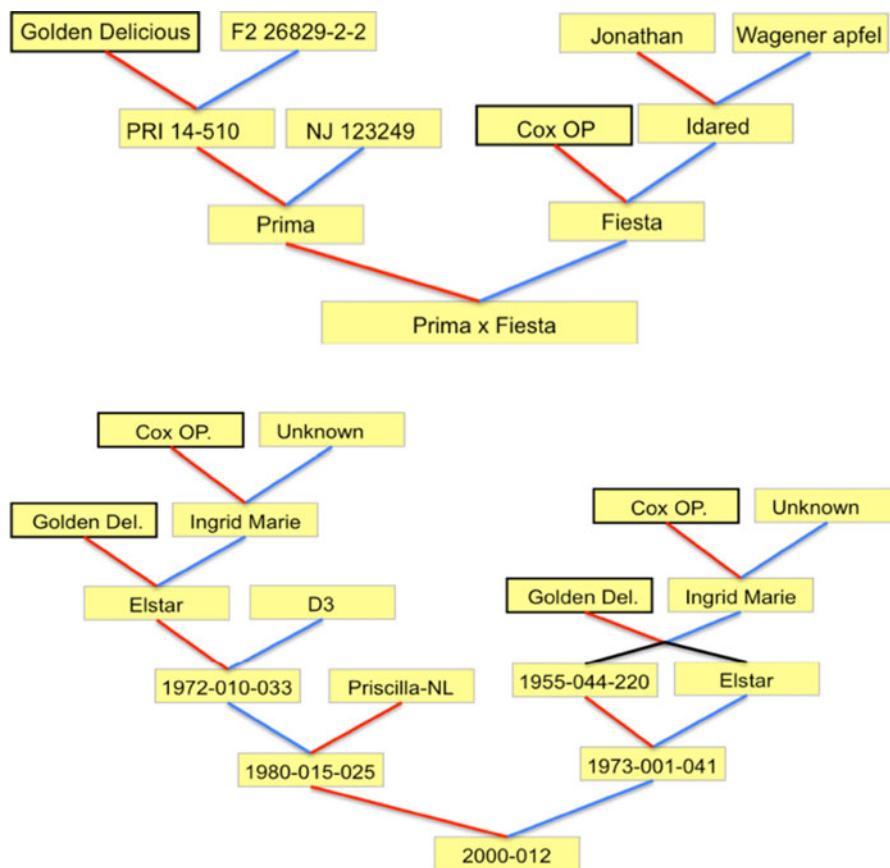 Golden Delicious
F2 26829-2-2
Jonathan
Wagener apfel
PRI 14-510
NJ 123249
Cox OP
Idared
Prima
Fiesta
Prima x Fiesta
Cox OP.
Unknown
Golden Del.
Ingrid Marie
Cox OP.
Unknown
Elstar
D3
Golden Del.
Ingrid Marie
1972-010-033
Priscilla-NL
1955-044-220
Elstar
1980-015-025
1973-001-041
2000-012